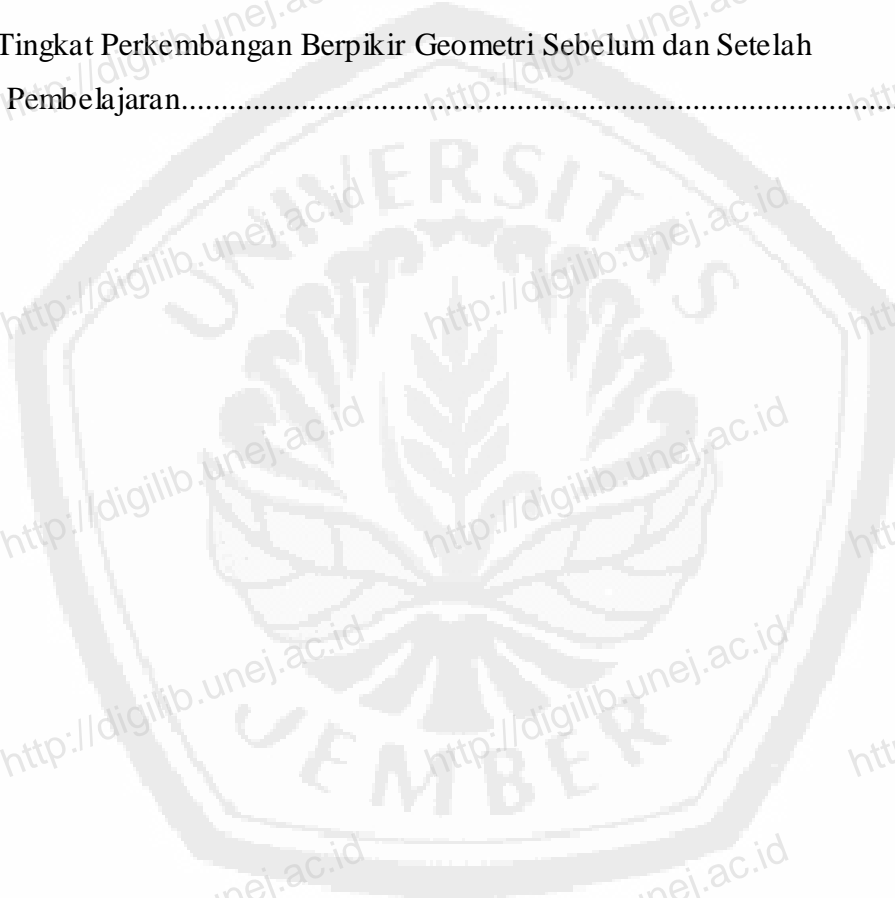 Tingkat Perkembangan Berpikir Geometri Sebelum dan Setelah
Pembelajaran..........................................................................................
UNIVERSITAS
JEMBER
http://digilib.unej.ac.id
http://digilib.unej.ac.id
http://digilib.unej.ac.id
http://digilib.unej.ac.id
http://digilib.unej.ac.id
http://digilib.unej.ac.id